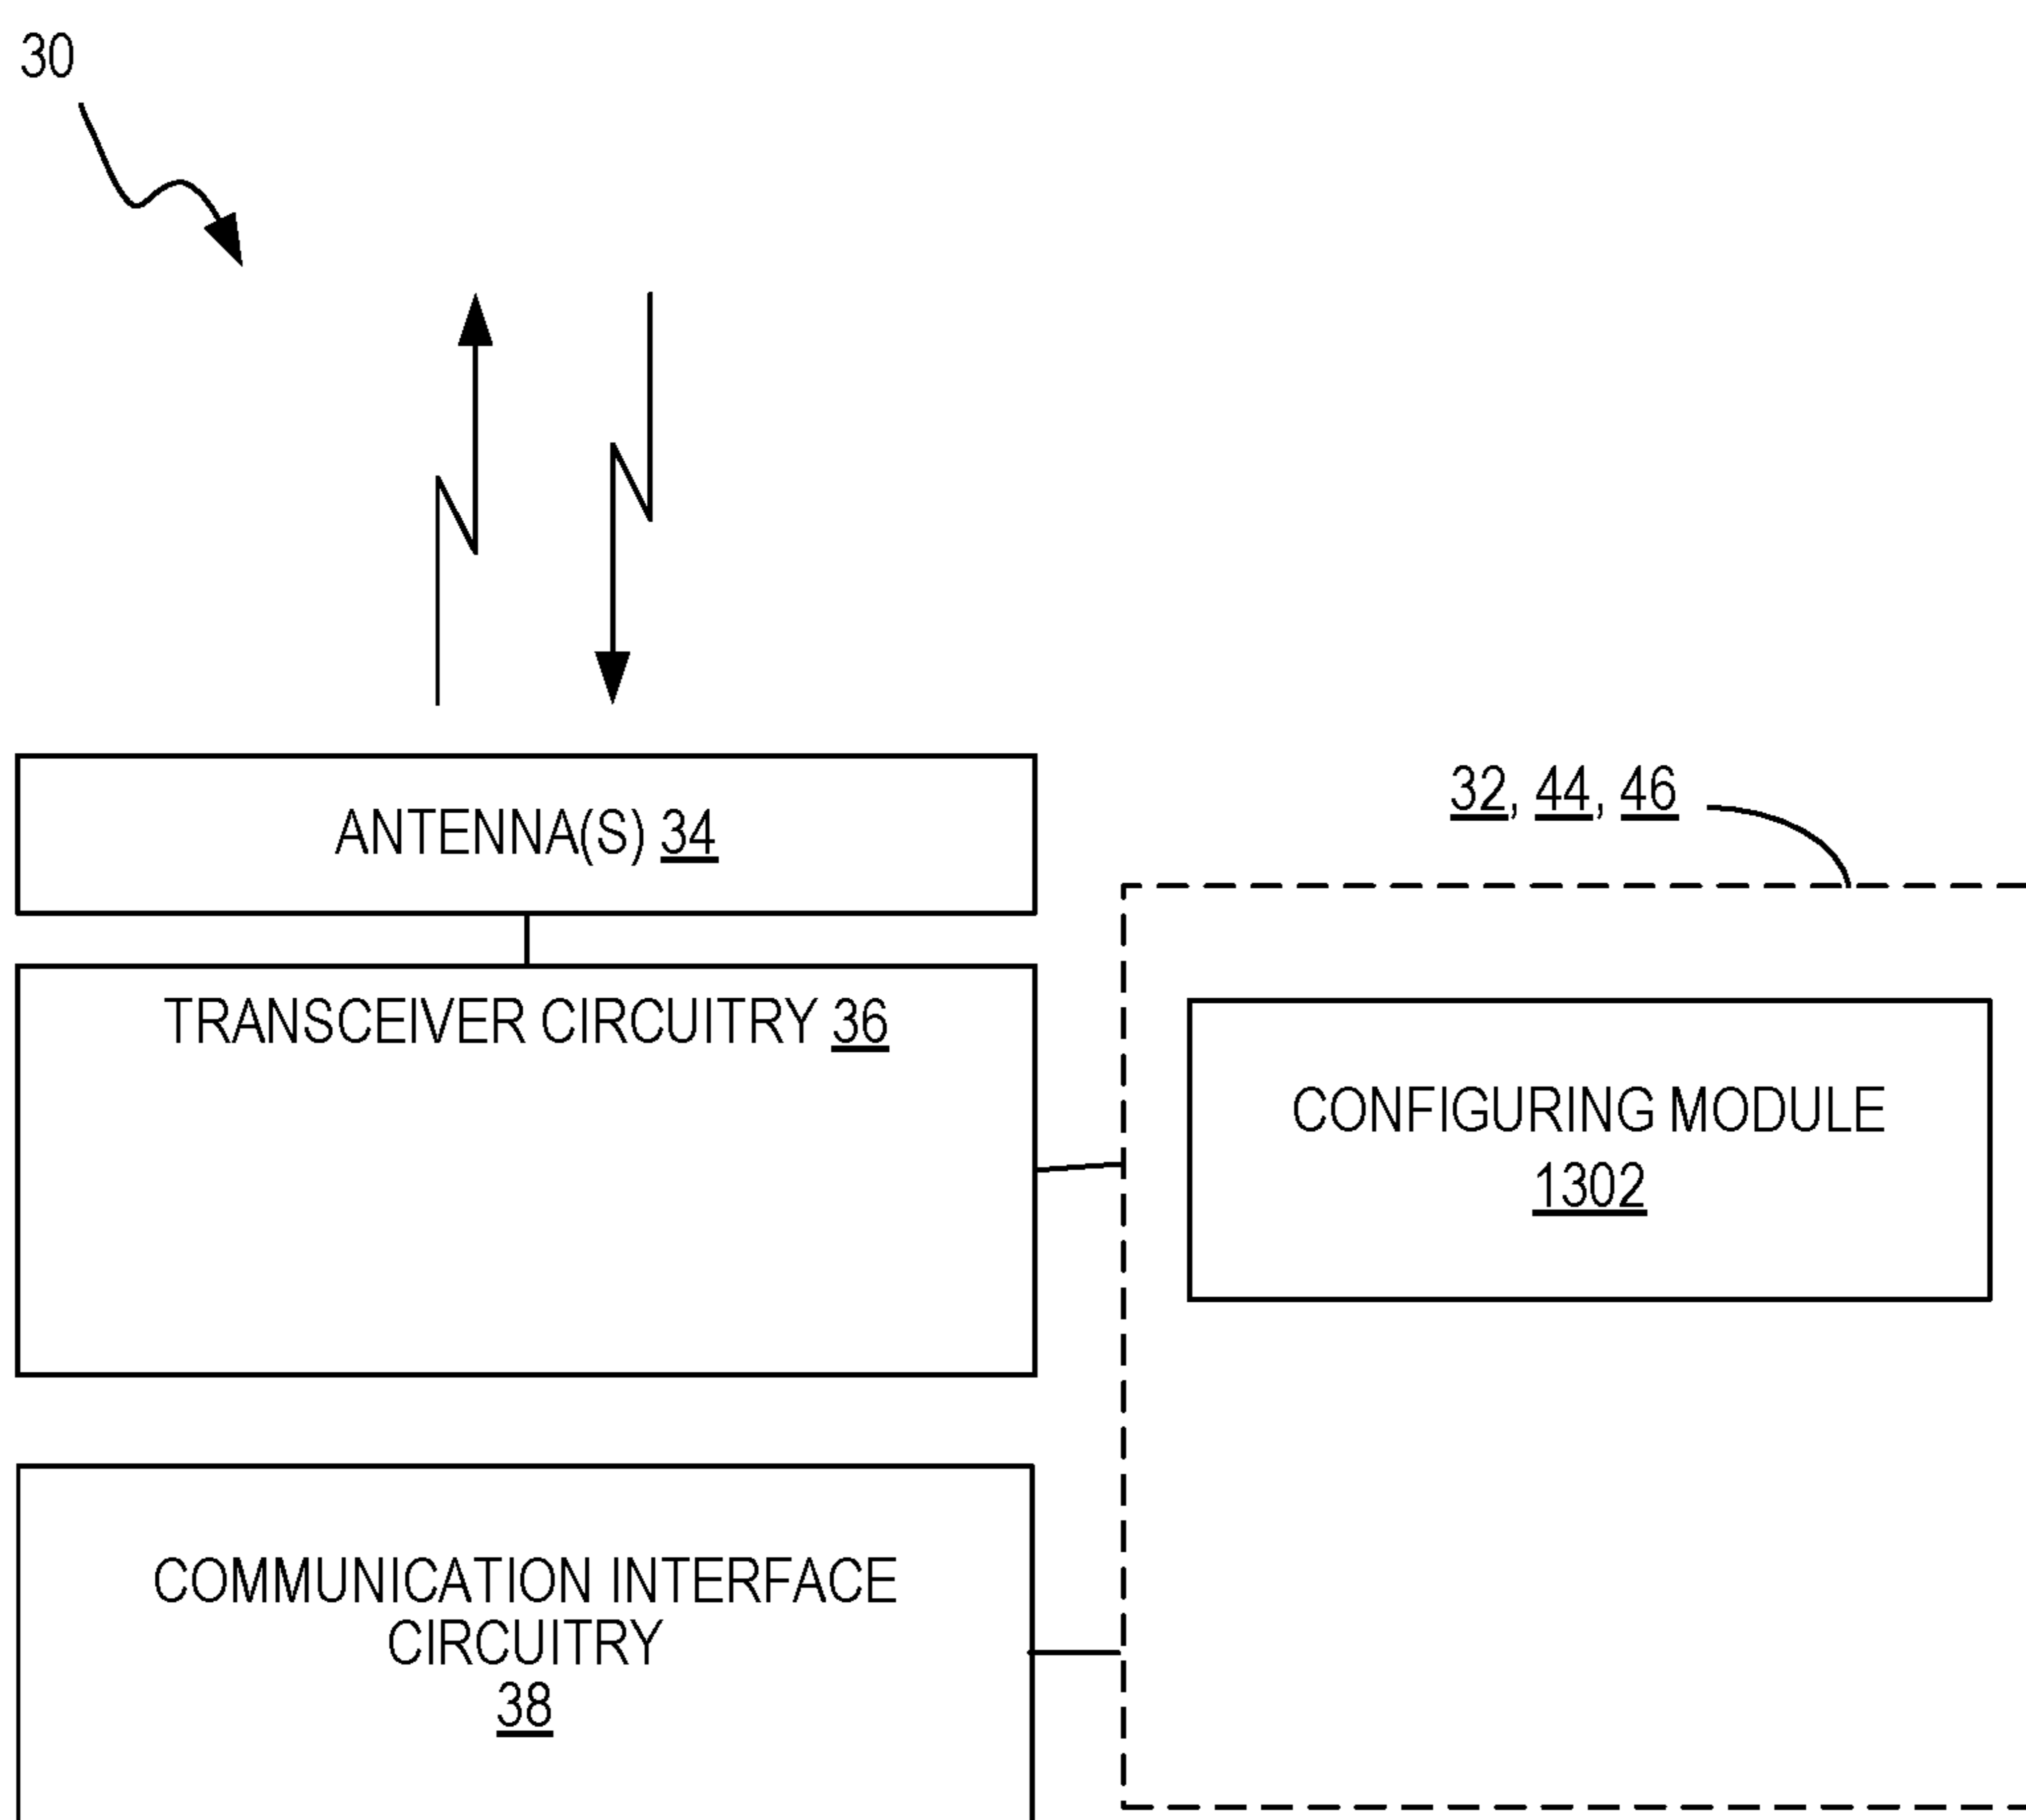 30
ANTENNA(S) 34
32, 44, 46
TRANSCEIVER CIRCUITRY 36
CONFIGURING MODULE
1302
COMMUNICATION INTERFACE
CIRCUITRY
38